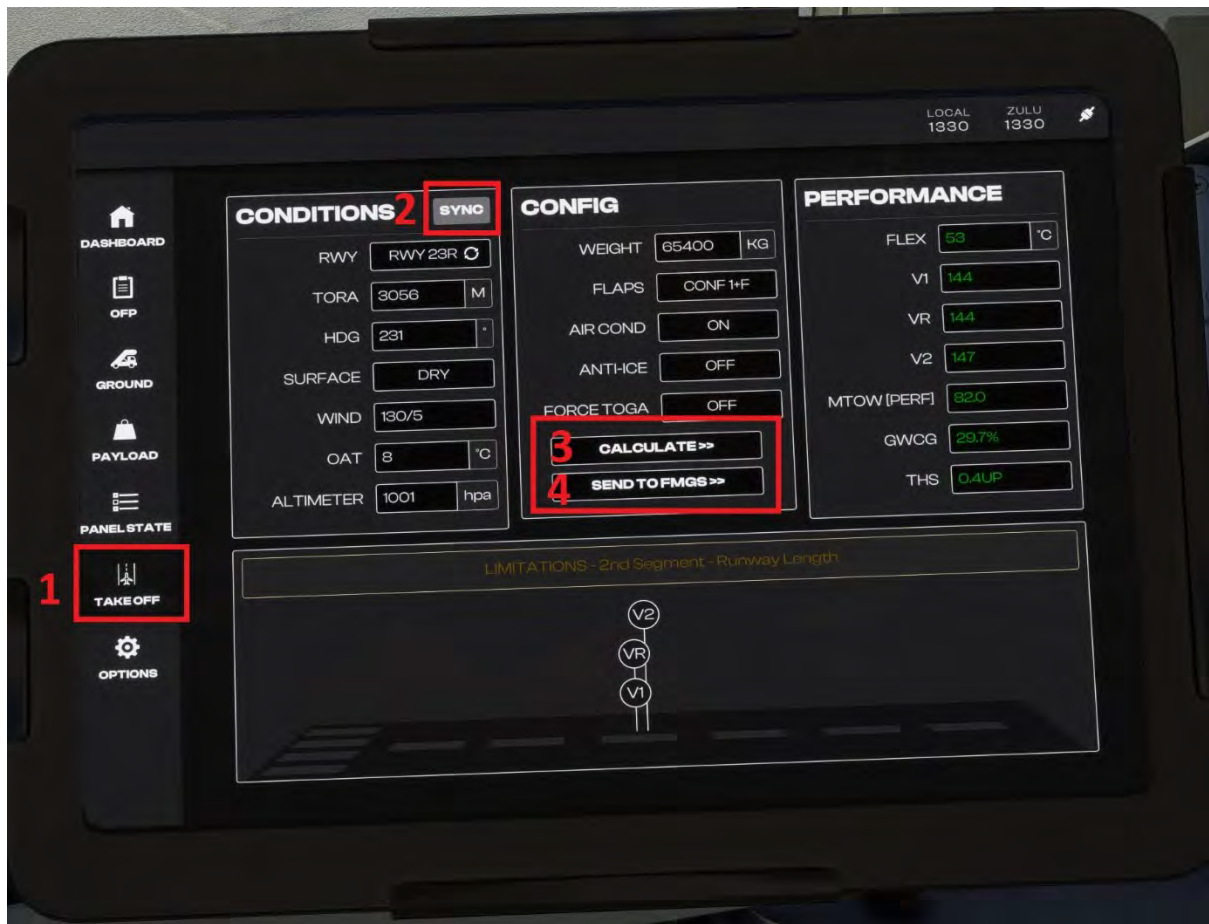 LOCAL
1330
ZULU
1330
DASHBOARD
OFP
GROUND
PAYLOAD
PANEL STATE
1
TAKE OFF
OPTIONS
CONDITIONS
2
SYNC
RWY RWY 23R
TORA 3056 M
HDG 231 °
SURFACE DRY
WIND 130/5
OAT 8 °C
ALTIMETER 1001 hpa
CONFIG
WEIGHT 65400 KG
FLAPS CONF 1+F
AIR COND ON
ANTI-ICE OFF
FORCE TOGA OFF
3 CALCULATE >>
4 SEND TO FMGS >>
PERFORMANCE
FLEX 53 °C
V1 144
VR 144
V2 147
MTOW [PERF] 82.0
GWCG 29.7%
THS 0.4UP
LIMITATIONS - 2nd Segment - Runway Length
V2
VR
V1